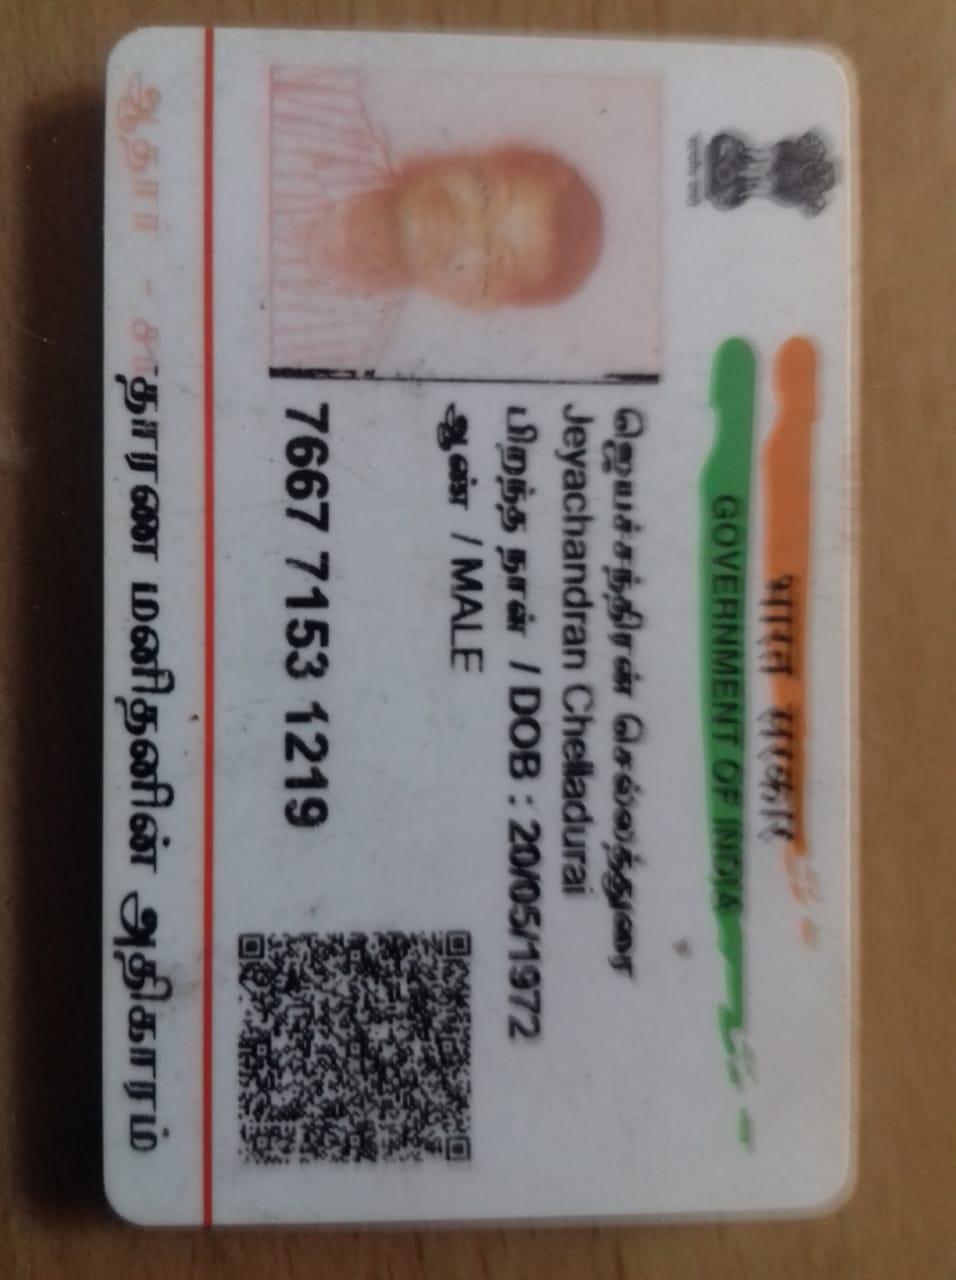 भारत सरकार
GOVERNMENT OF INDIA
ஜெயச்சந்திரன் செல்லத்துரை
Jeyachandran Chelladurai
பிறந்த நாள் / DOB : 20/05/1972
ஆண் / MALE
7667 7153 1219
ஆதார் - சாதாரண மனிதனின் அதிகாரம்